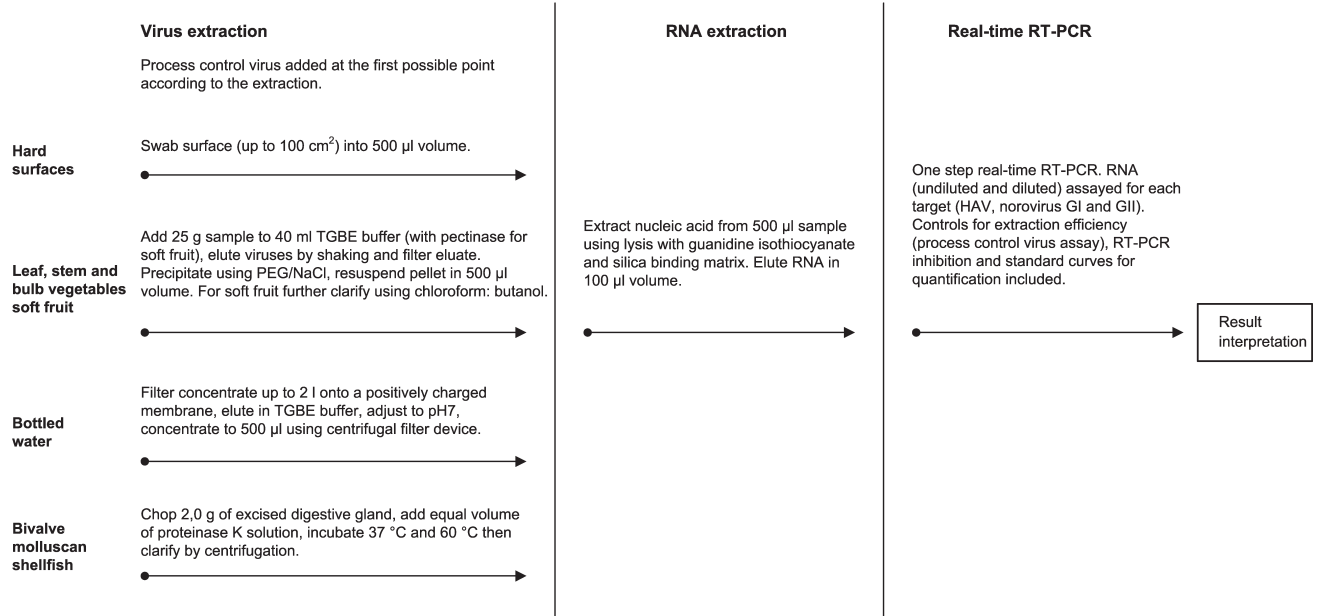 Virus extraction
RNA extraction
Real-time RT-PCR
Process control virus added at the first possible point
according to the extraction.
Hard
surfaces
Swab surface (up to 100 cm²) into 500 µl volume.
Leaf, stem and
bulb vegetables
soft fruit
Add 25 g sample to 40 ml TGBE buffer (with pectinase for
soft fruit), elute viruses by shaking and filter eluate.
Precipitate using PEG/NaCl, resuspend pellet in 500 µl
volume. For soft fruit further clarify using chloroform: butanol.
Bottled
water
Filter concentrate up to 2 l onto a positively charged
membrane, elute in TGBE buffer, adjust to pH7,
concentrate to 500 µl using centrifugal filter device.
Bivalve
molluscan
shellfish
Chop 2,0 g of excised digestive gland, add equal volume
of proteinase K solution, incubate 37 °C and 60 °C then
clarify by centrifugation.
Extract nucleic acid from 500 µl sample
using lysis with guanidine isothiocyanate
and silica binding matrix. Elute RNA in
100 µl volume.
One step real-time RT-PCR. RNA
(undiluted and diluted) assayed for each
target (HAV, norovirus GI and GII).
Controls for extraction efficiency
(process control virus assay), RT-PCR
inhibition and standard curves for
quantification included.
Result
interpretation